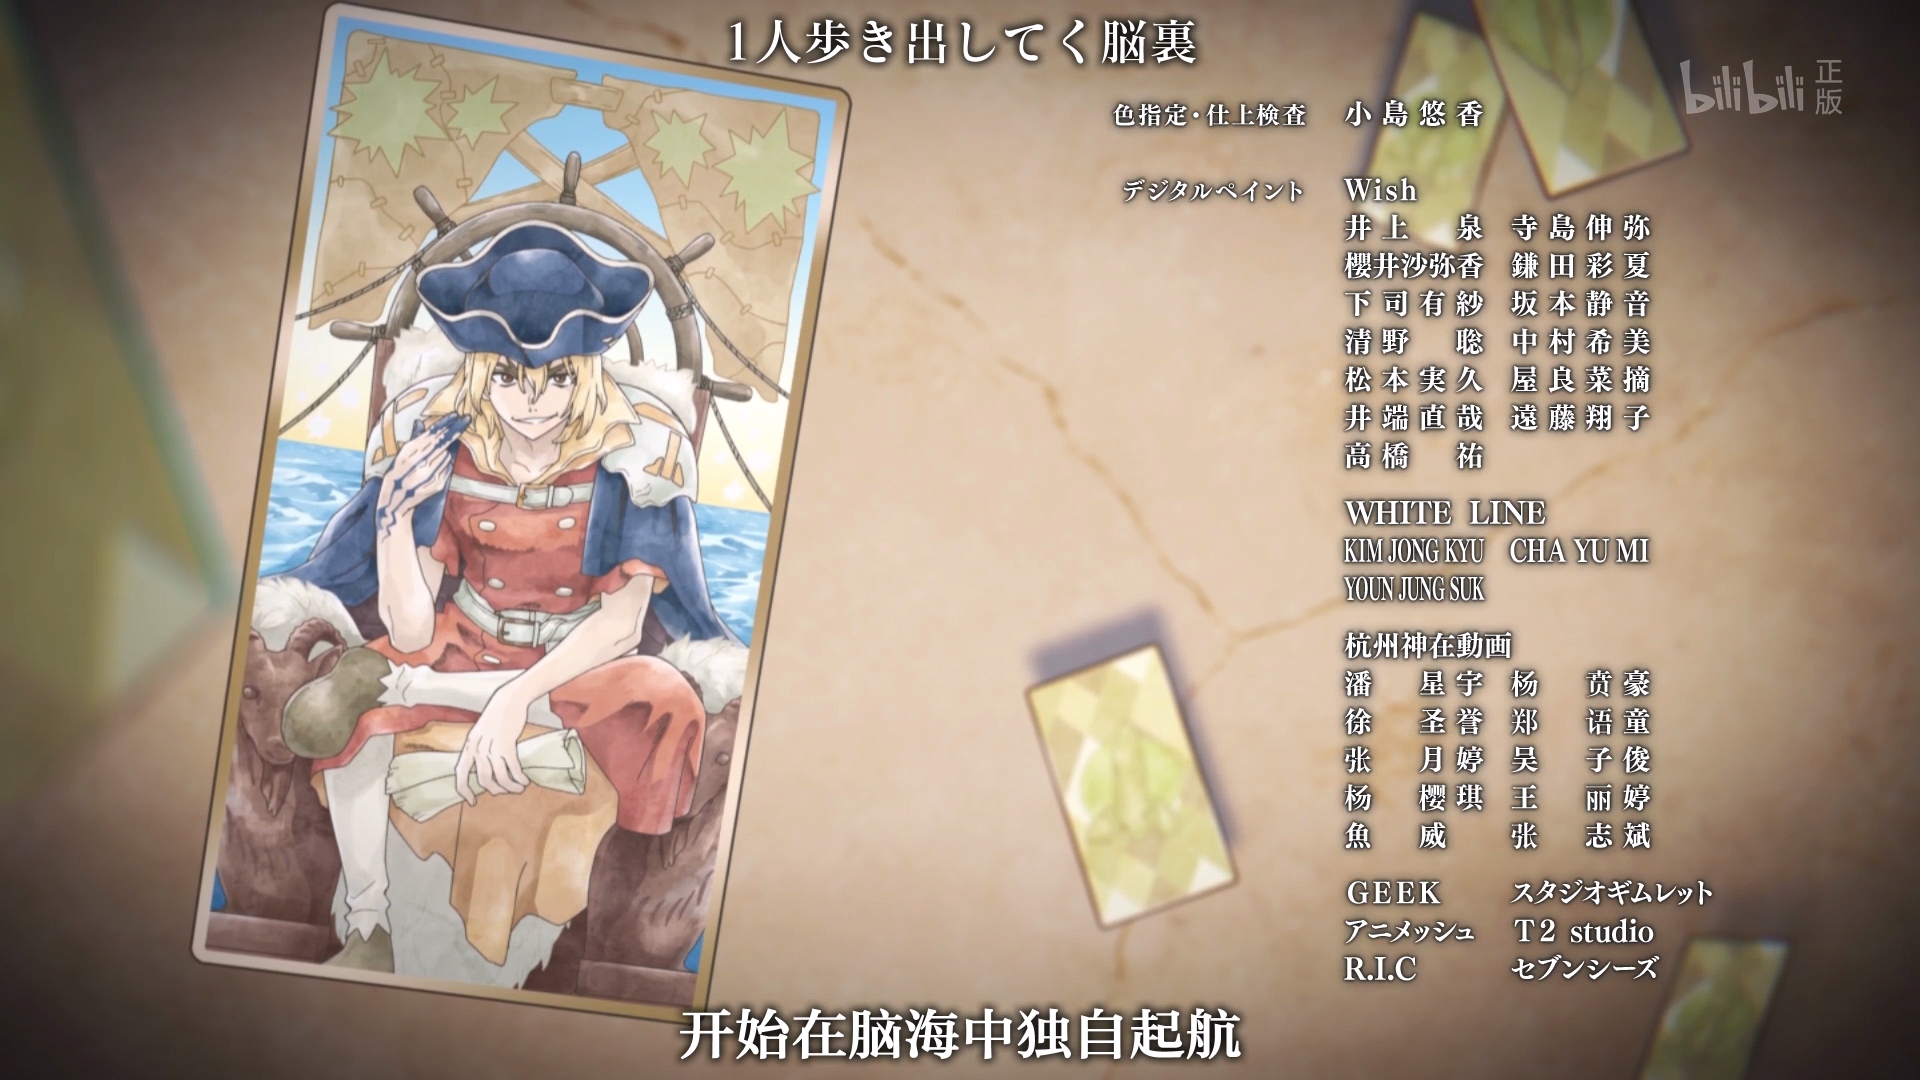 1人歩き出してく脳裏
bilibili 正版
色指定・仕上検査 小島悠香
デジタルペイント Wish
井上 泉 寺島伸弥
櫻井沙弥香 鎌田彩夏
下司有紗 坂本静音
清野 聡 中村希美
松本実久 屋良菜摘
井端直哉 遠藤翔子
高橋 祐
WHITE LINE
KIM JONG KYU CHA YU MI
YOUN JUNG SUK
杭州神在動画
潘 星宇 杨 贲豪
徐 圣誉 郑 语童
张 月婷 吴 子俊
杨 樱琪 王 丽婷
魚 威 张 志斌
GEEK スタジオギムレット
アニメッシュ T2 studio
R.I.C セブンシーズ
开始在脑海中独自起航